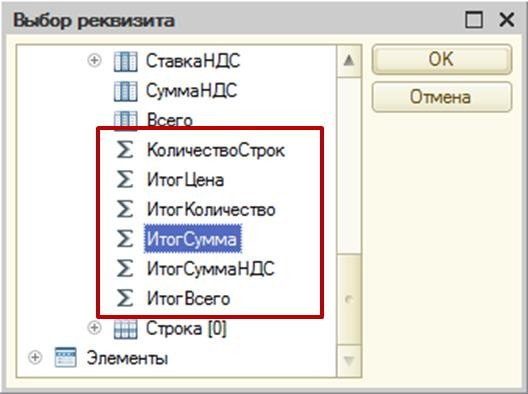 Выбор реквизита
СтавкаНДС
СуммаНДС
Всего
КоличествоСтрок
ИтогЦена
ИтогКоличество
ИтогСумма
ИтогСуммаНДС
ИтогВсего
Строка [0]
Элементы
OK
Отмена